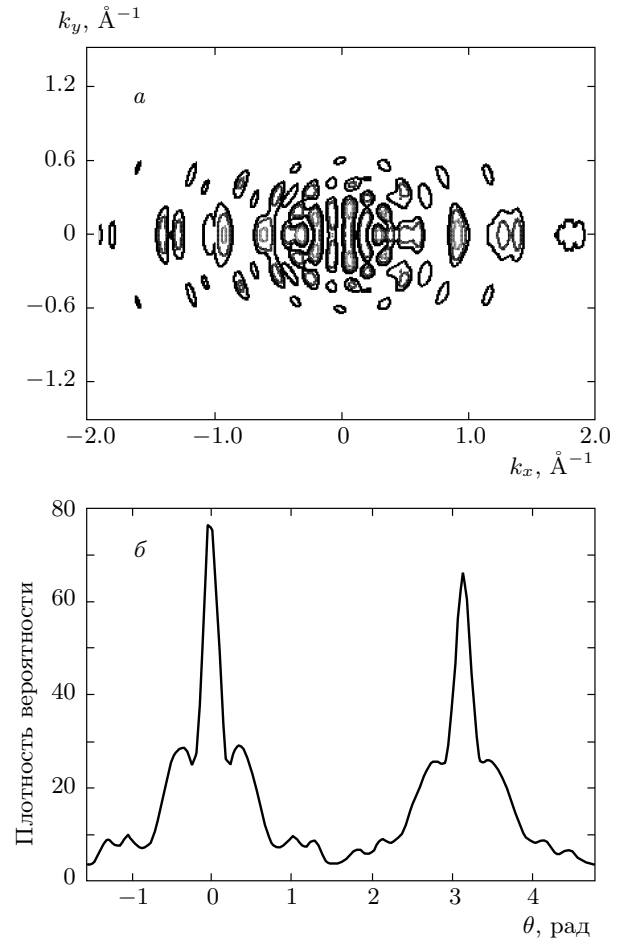 k_y, Å⁻¹
1.2
а
0.6
0
−0.6
−1.2
−2.0 −1.0 0 1.0 2.0
k_x, Å⁻¹
80
б
60
40
20
0
Плотность вероятности
−1 0 1 2 3 4
θ, рад